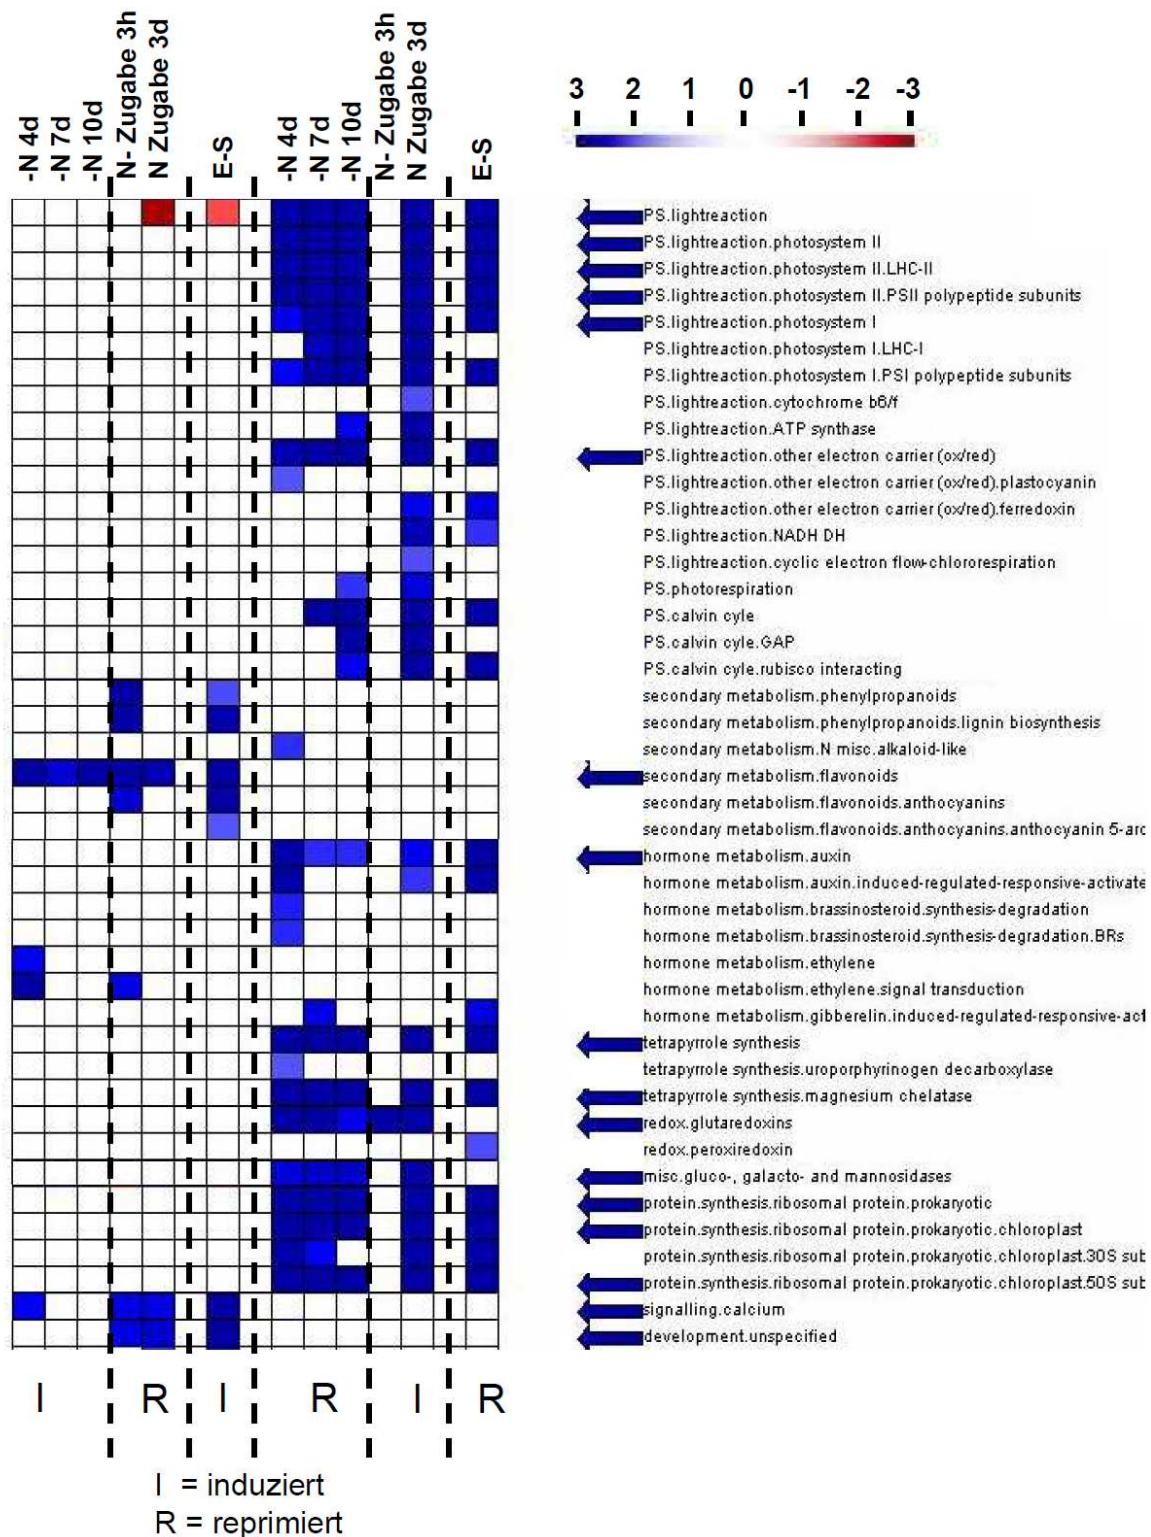 -N 4d
-N 7d
-N 10d
N- Zugabe 3h
N Zugabe 3d
E-S
-N 4d
-N 7d
-N 10d
N- Zugabe 3h
N Zugabe 3d
E-S
3 2 1 0 -1 -2 -3
PS.lightreaction
PS.lightreaction.photosystem II
PS.lightreaction.photosystem II.LHC-II
PS.lightreaction.photosystem II.PSII polypeptide subunits
PS.lightreaction.photosystem I
PS.lightreaction.photosystem I.LHC-I
PS.lightreaction.photosystem I.PSI polypeptide subunits
PS.lightreaction.cytochrome b6/f
PS.lightreaction.ATP synthase
PS.lightreaction.other electron carrier (ox/red)
PS.lightreaction.other electron carrier (ox/red).plastocyanin
PS.lightreaction.other electron carrier (ox/red).ferredoxin
PS.lightreaction.NADH DH
PS.lightreaction.cyclic electron flow-chlororespiration
PS.photorespiration
PS.calvin cyle
PS.calvin cyle.GAP
PS.calvin cyle.rubisco interacting
secondary metabolism.phenylpropanoids
secondary metabolism.phenylpropanoids.lignin biosynthesis
secondary metabolism.N misc.alkaloid-like
secondary metabolism.flavonoids
secondary metabolism.flavonoids.anthocyanins
secondary metabolism.flavonoids.anthocyanins.anthocyanin 5-aro
hormone metabolism.auxin
hormone metabolism.auxin.induced-regulated-responsive-activate
hormone metabolism.brassinosteroid.synthesis-degradation
hormone metabolism.brassinosteroid.synthesis-degradation.BRs
hormone metabolism.ethylene
hormone metabolism.ethylene.signal transduction
hormone metabolism.gibberelin.induced-regulated-responsive-act
tetrapyrrole synthesis
tetrapyrrole synthesis.uroporphyrinogen decarboxylase
tetrapyrrole synthesis.magnesium chelatase
redox.glutaredoxins
redox.peroxiredoxin
misc.gluco-, galacto- and mannosidases
protein.synthesis.ribosomal protein.prokaryotic
protein.synthesis.ribosomal protein.prokaryotic.chloroplast
protein.synthesis.ribosomal protein.prokaryotic.chloroplast.30S sub
protein.synthesis.ribosomal protein.prokaryotic.chloroplast.50S sub
signalling.calcium
development.unspecified
I R I R I R
I = induziert
R = reprimiert